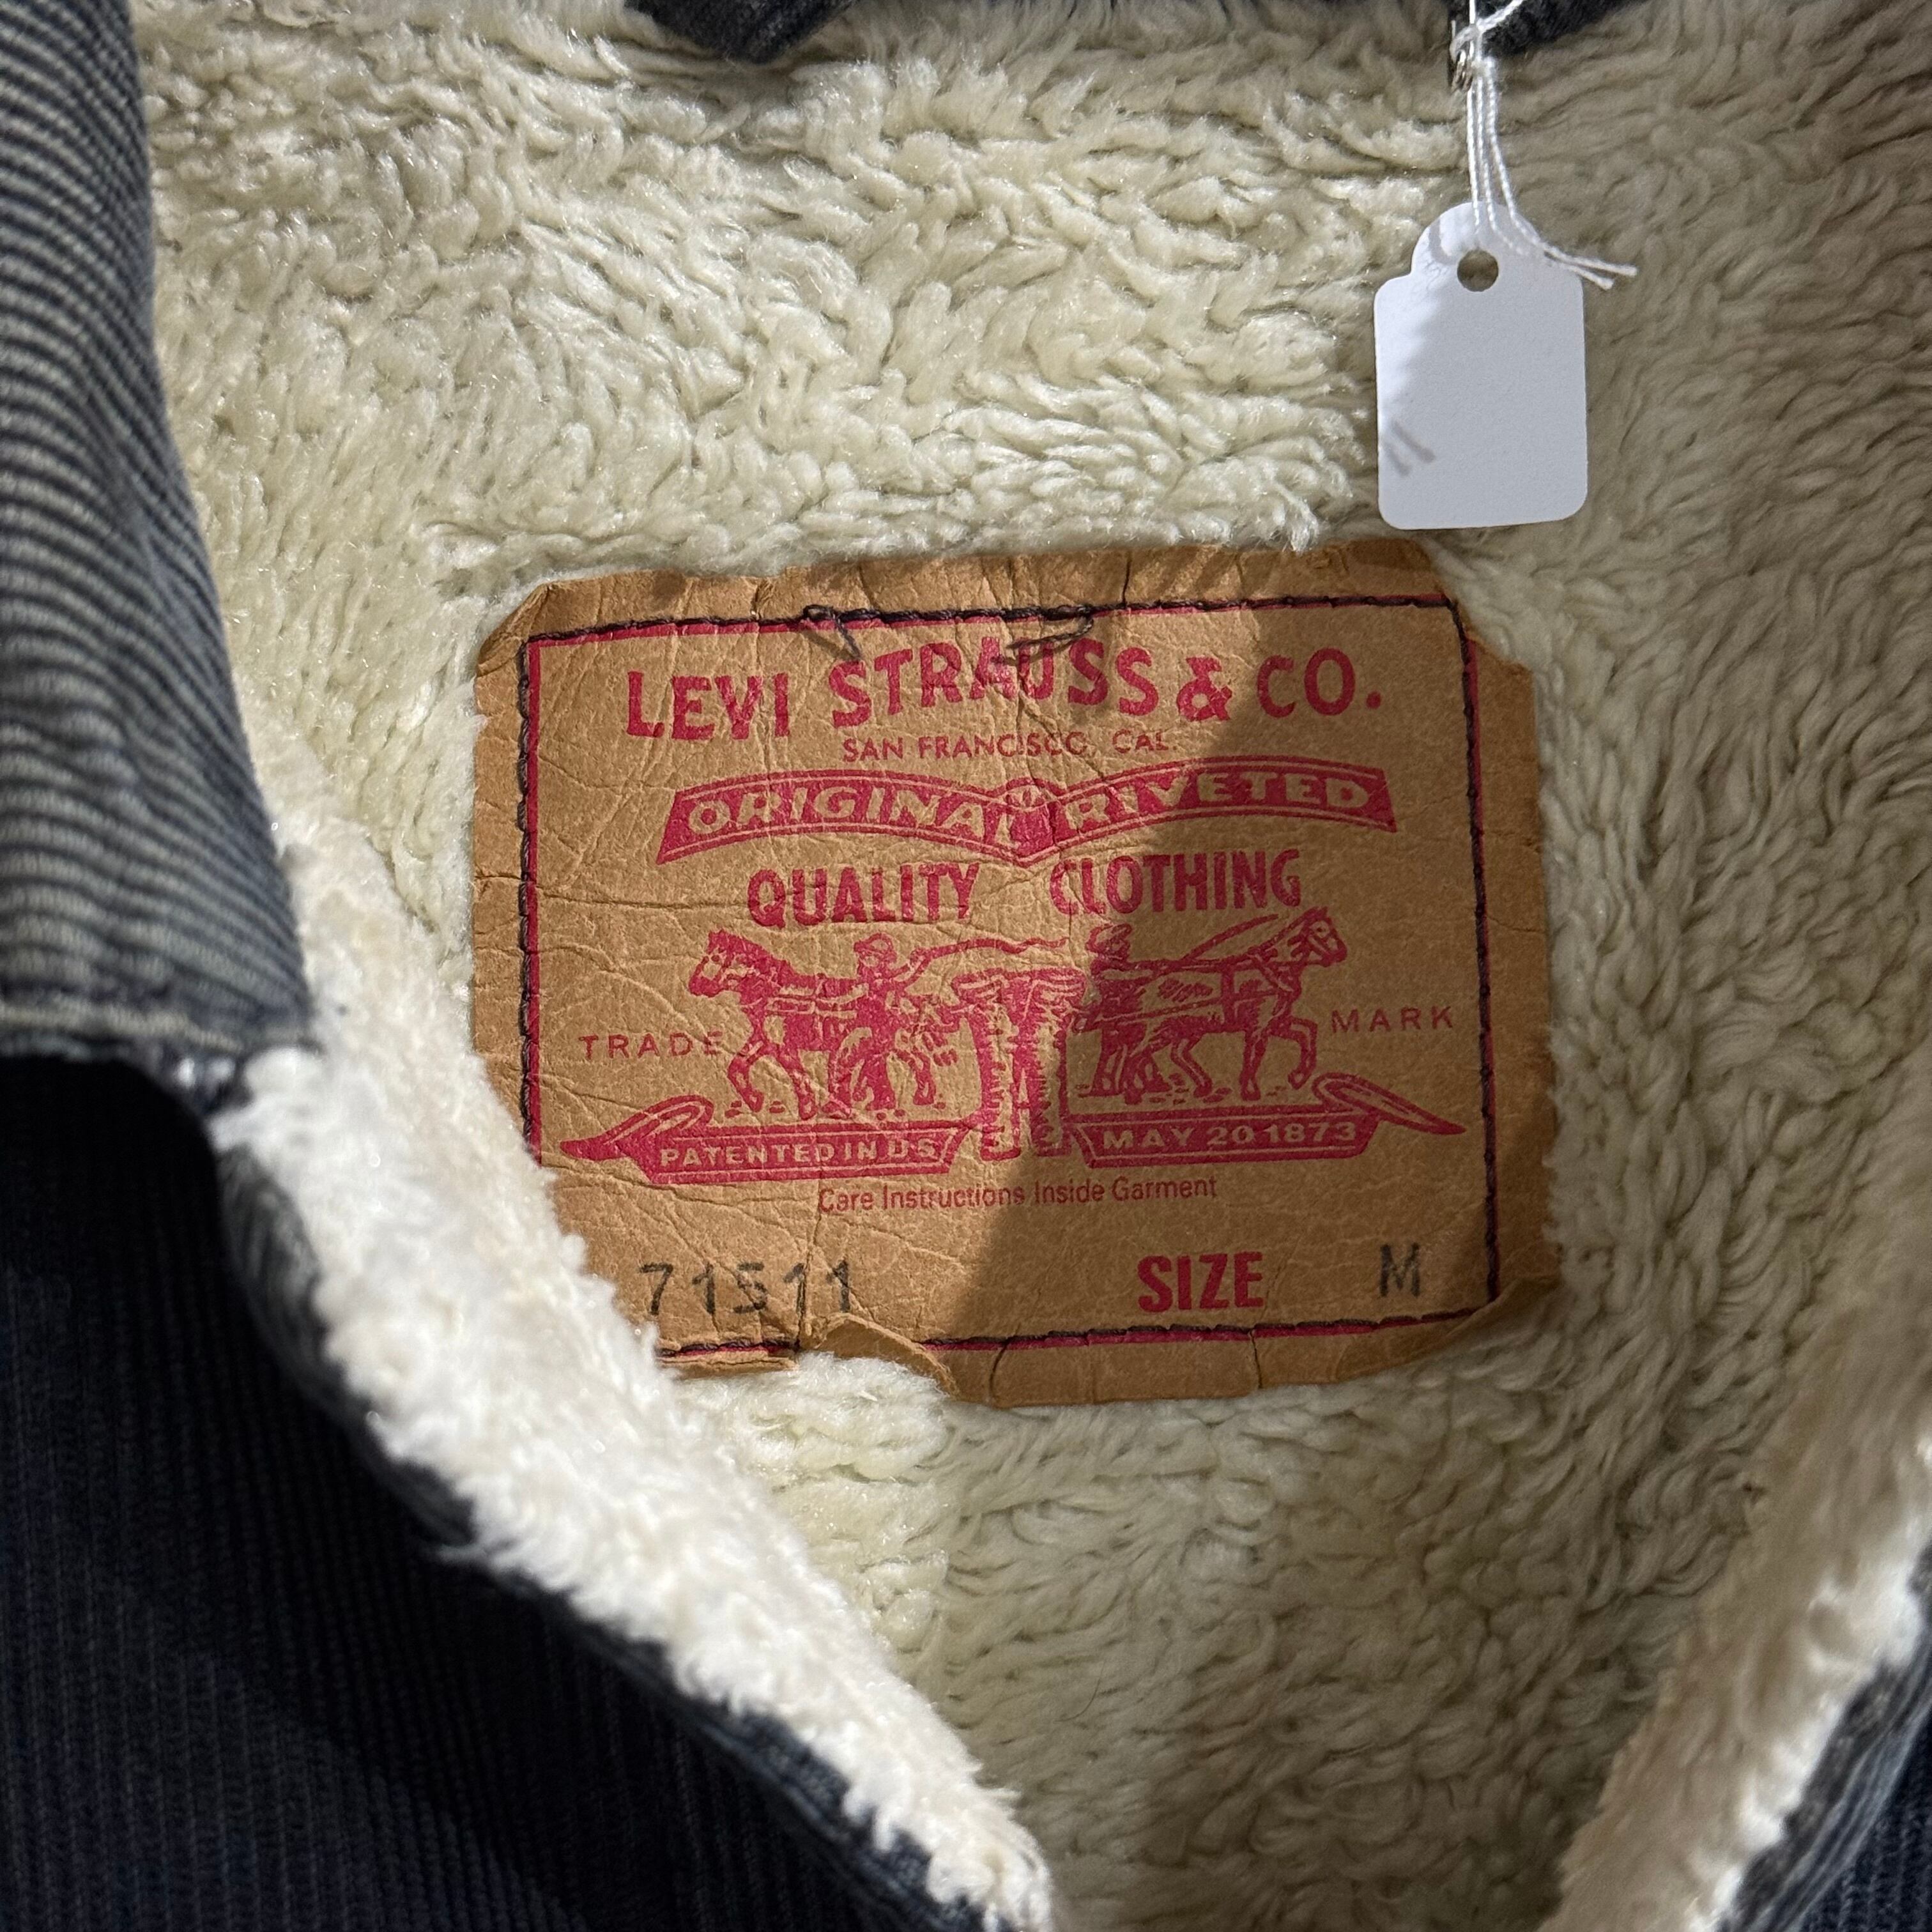 LEVI STRAUSS & CO.
SAN FRANCISCO, CAL.
ORIGINAL RIVETED
QUALITY CLOTHING
TRADE MARK
PATENTED IN U S MAY 20 1873
Care Instructions Inside Garment
71511 SIZE M